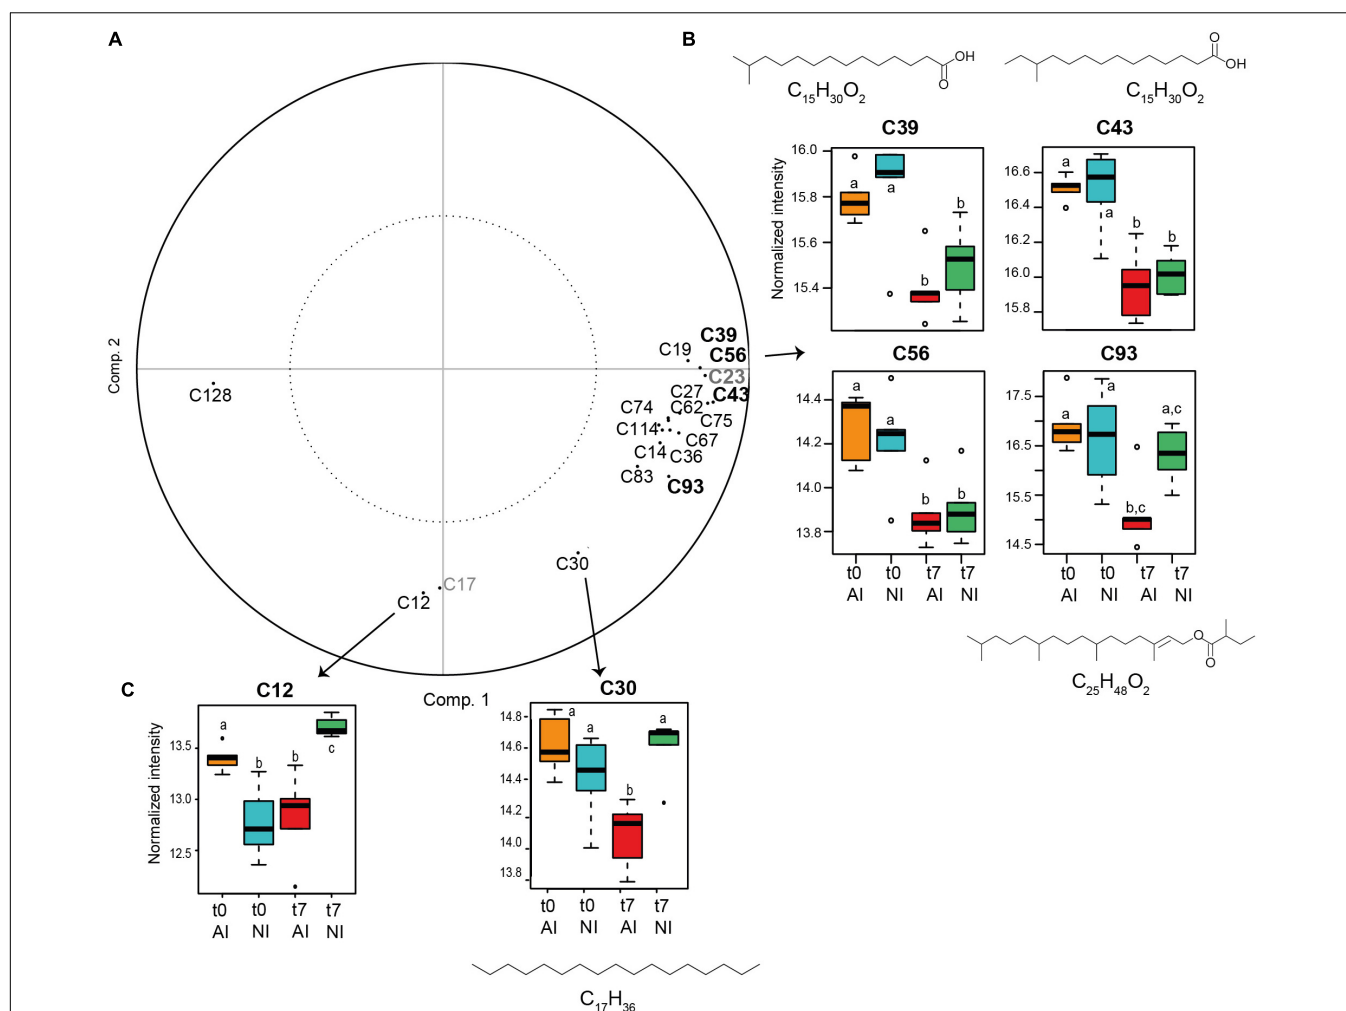 A
B
OH
O
C15H30O2
O
OH
C15H30O2
C39
C43
Normalized intensity
16.0
15.8
15.6
15.4
a
a
b
b
16.6
16.4
16.2
16.0
15.8
a
a
b
b
Comp. 2
C39
C19
C56
C23
C128
C27
C43
C74
C62
C75
C114
C67
C14
C36
C83
C93
C30
C17
C12
Comp. 1
C56
C93
14.4
14.2
14.0
13.8
a
a
b
b
17.5
16.5
15.5
14.5
a
a
b,c
a,c
t0 t0 t7 t7
AI NI AI NI
t0 t0 t7 t7
AI NI AI NI
O
O
C25H48O2
C
C12
C30
Normalized intensity
13.5
13.0
12.5
a
b
b
c
t0 t0 t7 t7
AI NI AI NI
14.8
14.6
14.4
14.2
14.0
13.8
a
a
b
a
t0 t0 t7 t7
AI NI AI NI
C17H36